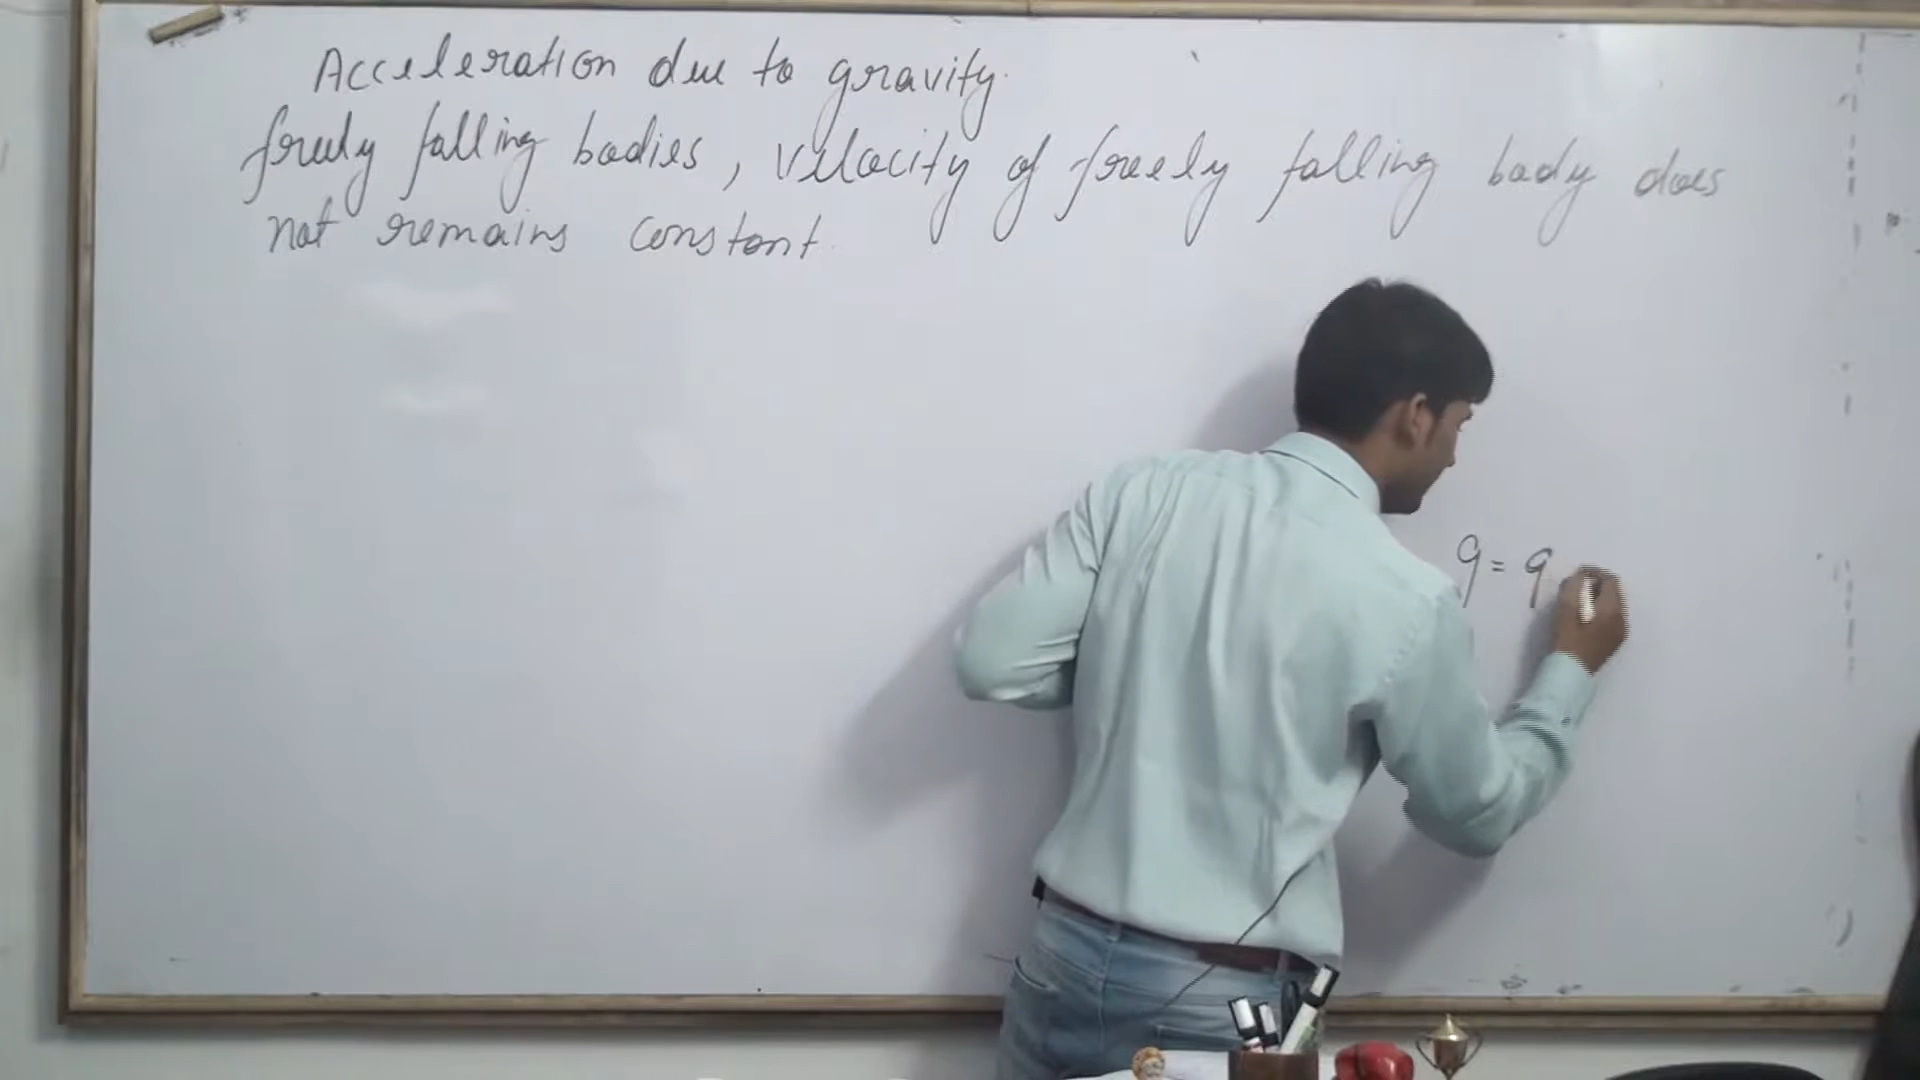 Acceleration due to gravity.
freely falling bodies, velocity of freely falling body does
not remains constant.
g = 9